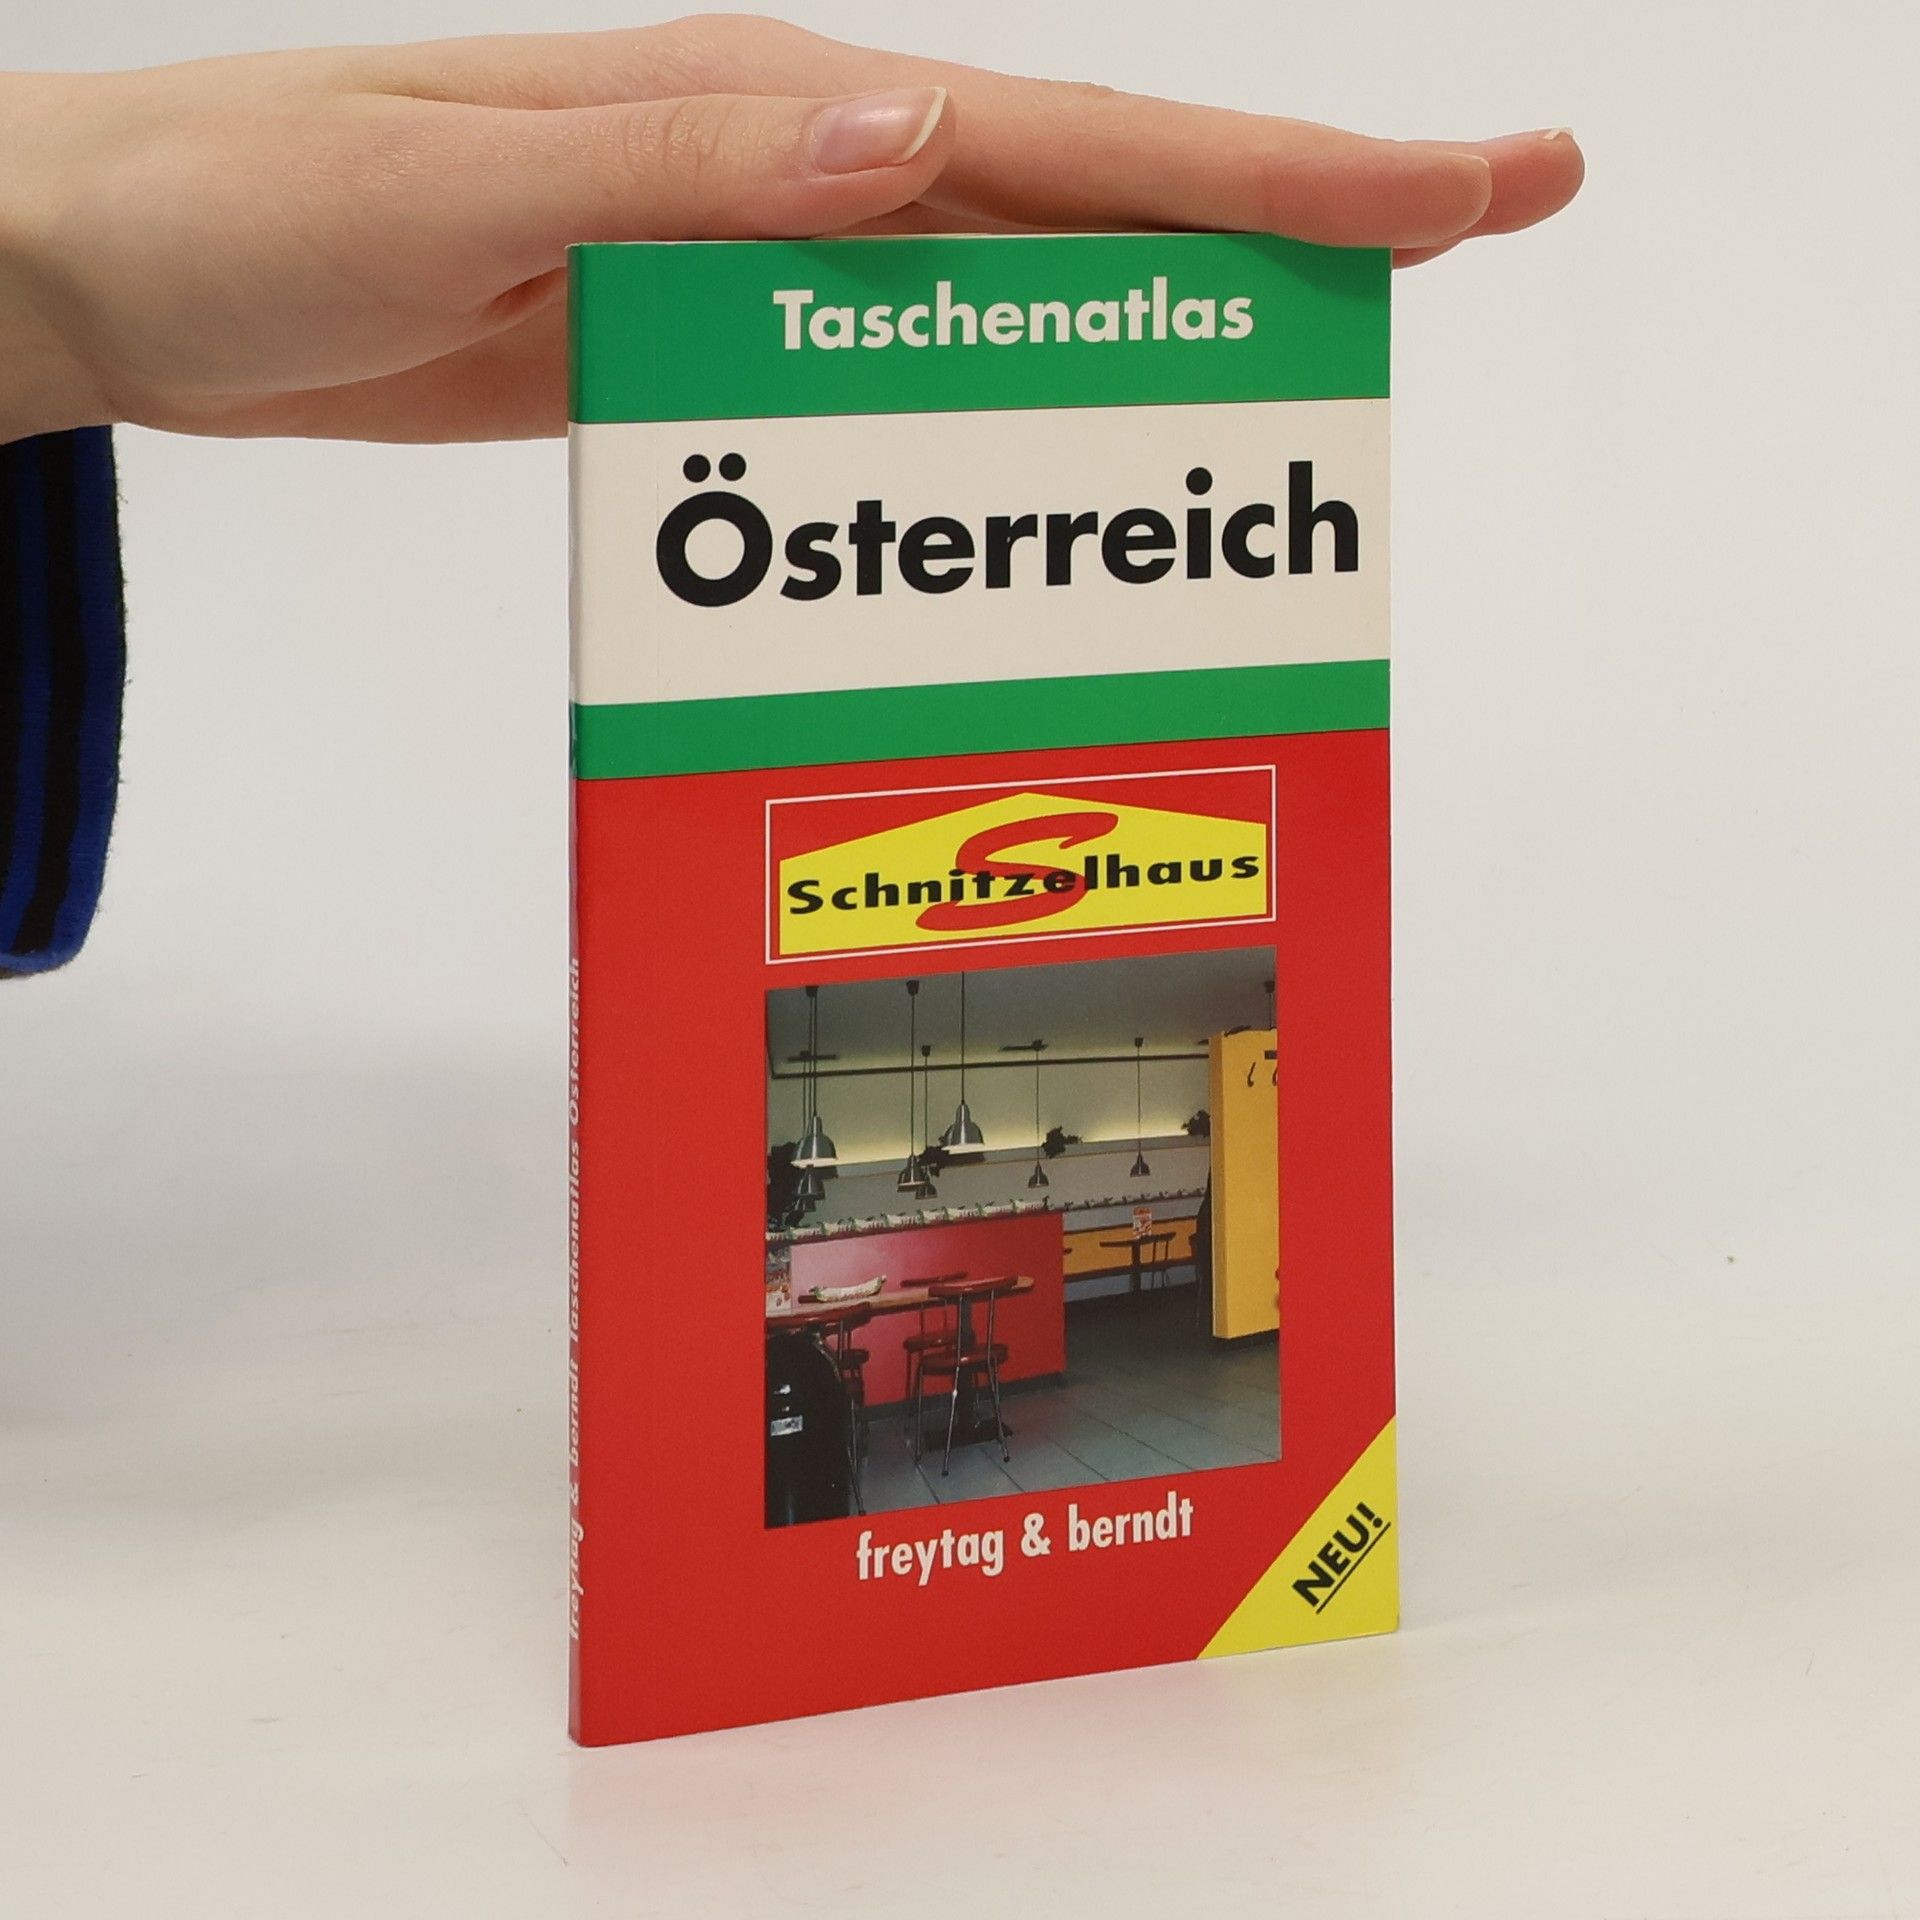 Taschenatlas
Österreich
Schnitzelhaus
freytag & berndt
NEU!
freytag & berndt Taschenatlas Österreich